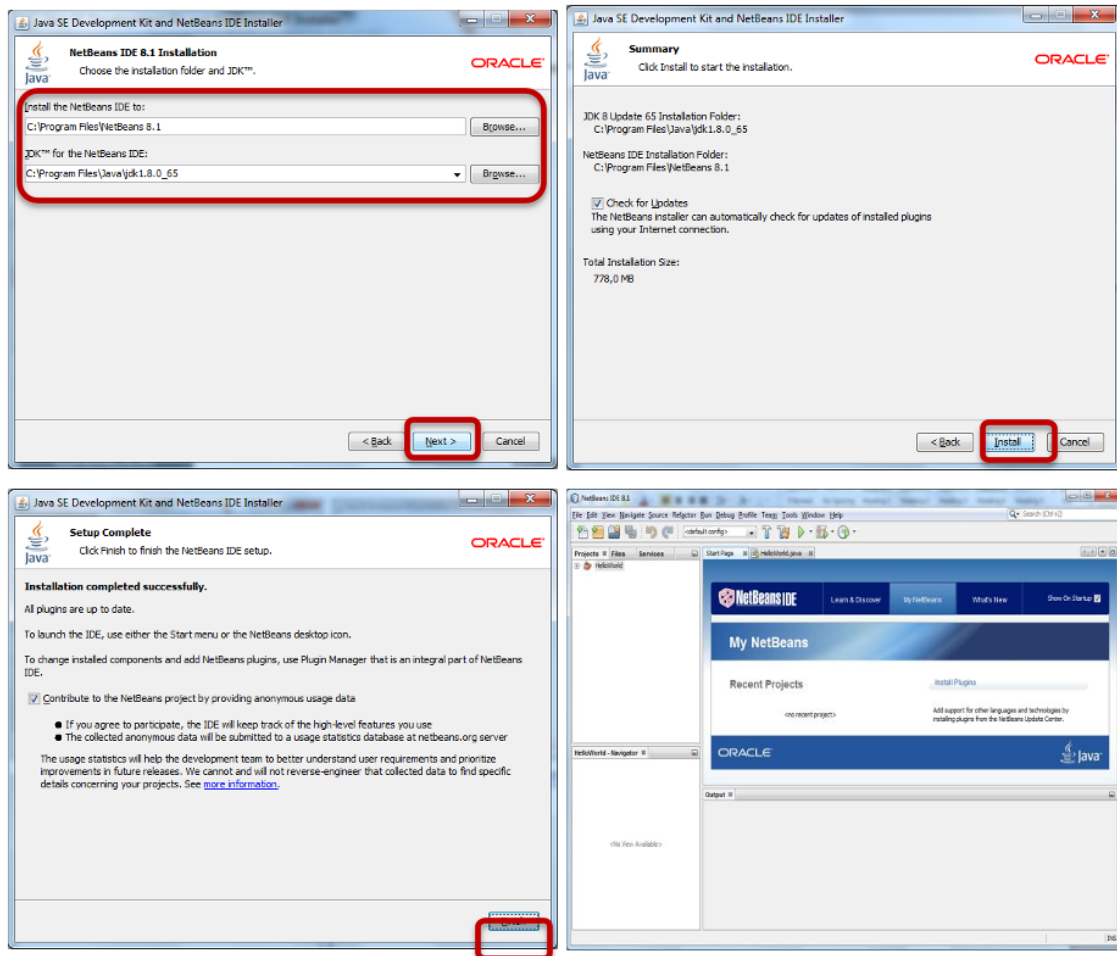 Java SE Development Kit and NetBeans IDE Installer
Java
NetBeans IDE 8.1 Installation
Choose the installation folder and JDK™.
ORACLE
Install the NetBeans IDE to:
C:\Program Files\NetBeans 8.1
Browse...
JDK™ for the NetBeans IDE:
C:\Program Files\Java\jdk1.8.0_65
Browse...
< Back
Next >
Cancel
Java SE Development Kit and NetBeans IDE Installer
Java
Summary
Click Install to start the installation.
ORACLE
JDK 8 Update 65 Installation Folder:
C:\Program Files\Java\jdk1.8.0_65
NetBeans IDE Installation Folder:
C:\Program Files\NetBeans 8.1
Check for Updates
The NetBeans installer can automatically check for updates of installed plugins
using your Internet connection.
Total Installation Size:
778,0 MB
< Back
Install
Cancel
Java SE Development Kit and NetBeans IDE Installer
Java
Setup Complete
Click Finish to finish the NetBeans IDE setup.
ORACLE
Installation completed successfully.
All plugins are up to date.
To launch the IDE, use either the Start menu or the NetBeans desktop icon.
To change installed components and add NetBeans plugins, use Plugin Manager that is an integral part of NetBeans
IDE.
Contribute to the NetBeans project by providing anonymous usage data
● If you agree to participate, the IDE will keep track of the high-level features you use
● The collected anonymous data will be submitted to a usage statistics database at netbeans.org server
The usage statistics will help the development team to better understand user requirements and prioritize
improvements in future releases. We cannot and will not reverse-engineer that collected data to find specific
details concerning your projects. See more information.
NetBeans IDE 8.1
File Edit View Navigate Source Refactor Run Debug Profile Team Tools Window Help
Search (Ctrl+I)
<default config>
Projects Files Services
Start Page HelloWorld.java
HelloWorld
NetBeans IDE
Learn & Discover
My NetBeans
What's New
Show On Startup
My NetBeans
Recent Projects
<no recent project>
Install Plugins
Add support for other languages and technologies by
installing plugins from the NetBeans Update Center.
ORACLE
Java
HelloWorld - Navigator
<No View Available>
Output
INS